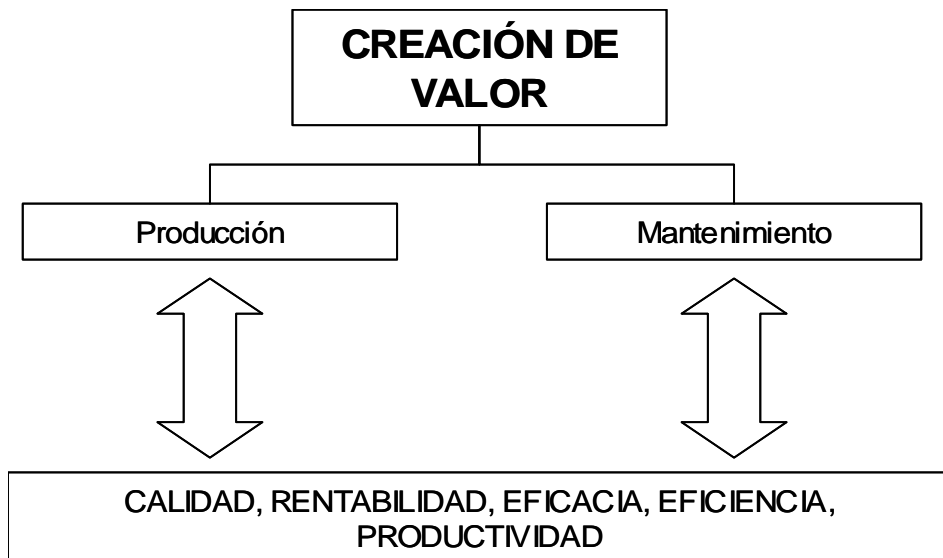 CREACIÓN DE
VALOR
Producción
Mantenimiento
CALIDAD, RENTABILIDAD, EFICACIA, EFICIENCIA,
PRODUCTIVIDAD